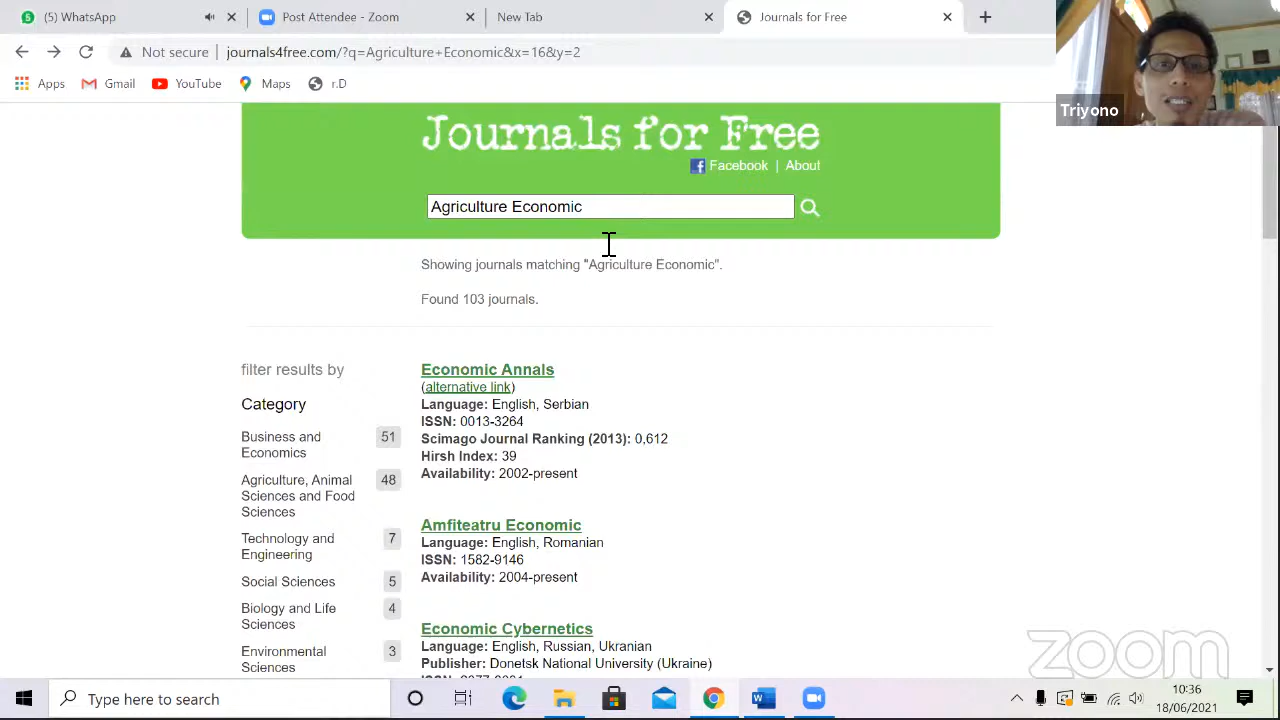 (5) WhatsApp
Post Attendee - Zoom
New Tab
Journals for Free
Not secure
journals4free.com/?q=Agriculture+Economic&x=16&y=2
Apps
Gmail
YouTube
Maps
r.D
Triyono
Journals for Free
Facebook | About
Agriculture Economic
Showing journals matching "Agriculture Economic".
Found 103 journals.
filter results by
Category
Business and
Economics
51
Agriculture, Animal
Sciences and Food
Sciences
48
Technology and
Engineering
7
Social Sciences
5
Biology and Life
Sciences
4
Environmental
Sciences
3
Economic Annals
(alternative link)
Language: English, Serbian
ISSN: 0013-3264
Scimago Journal Ranking (2013): 0,612
Hirsh Index: 39
Availability: 2002-present
Amfiteatru Economic
Language: English, Romanian
ISSN: 1582-9146
Availability: 2004-present
Economic Cybernetics
Language: English, Russian, Ukranian
Publisher: Donetsk National University (Ukraine)
zoom
Type here to search
10:36
18/06/2021